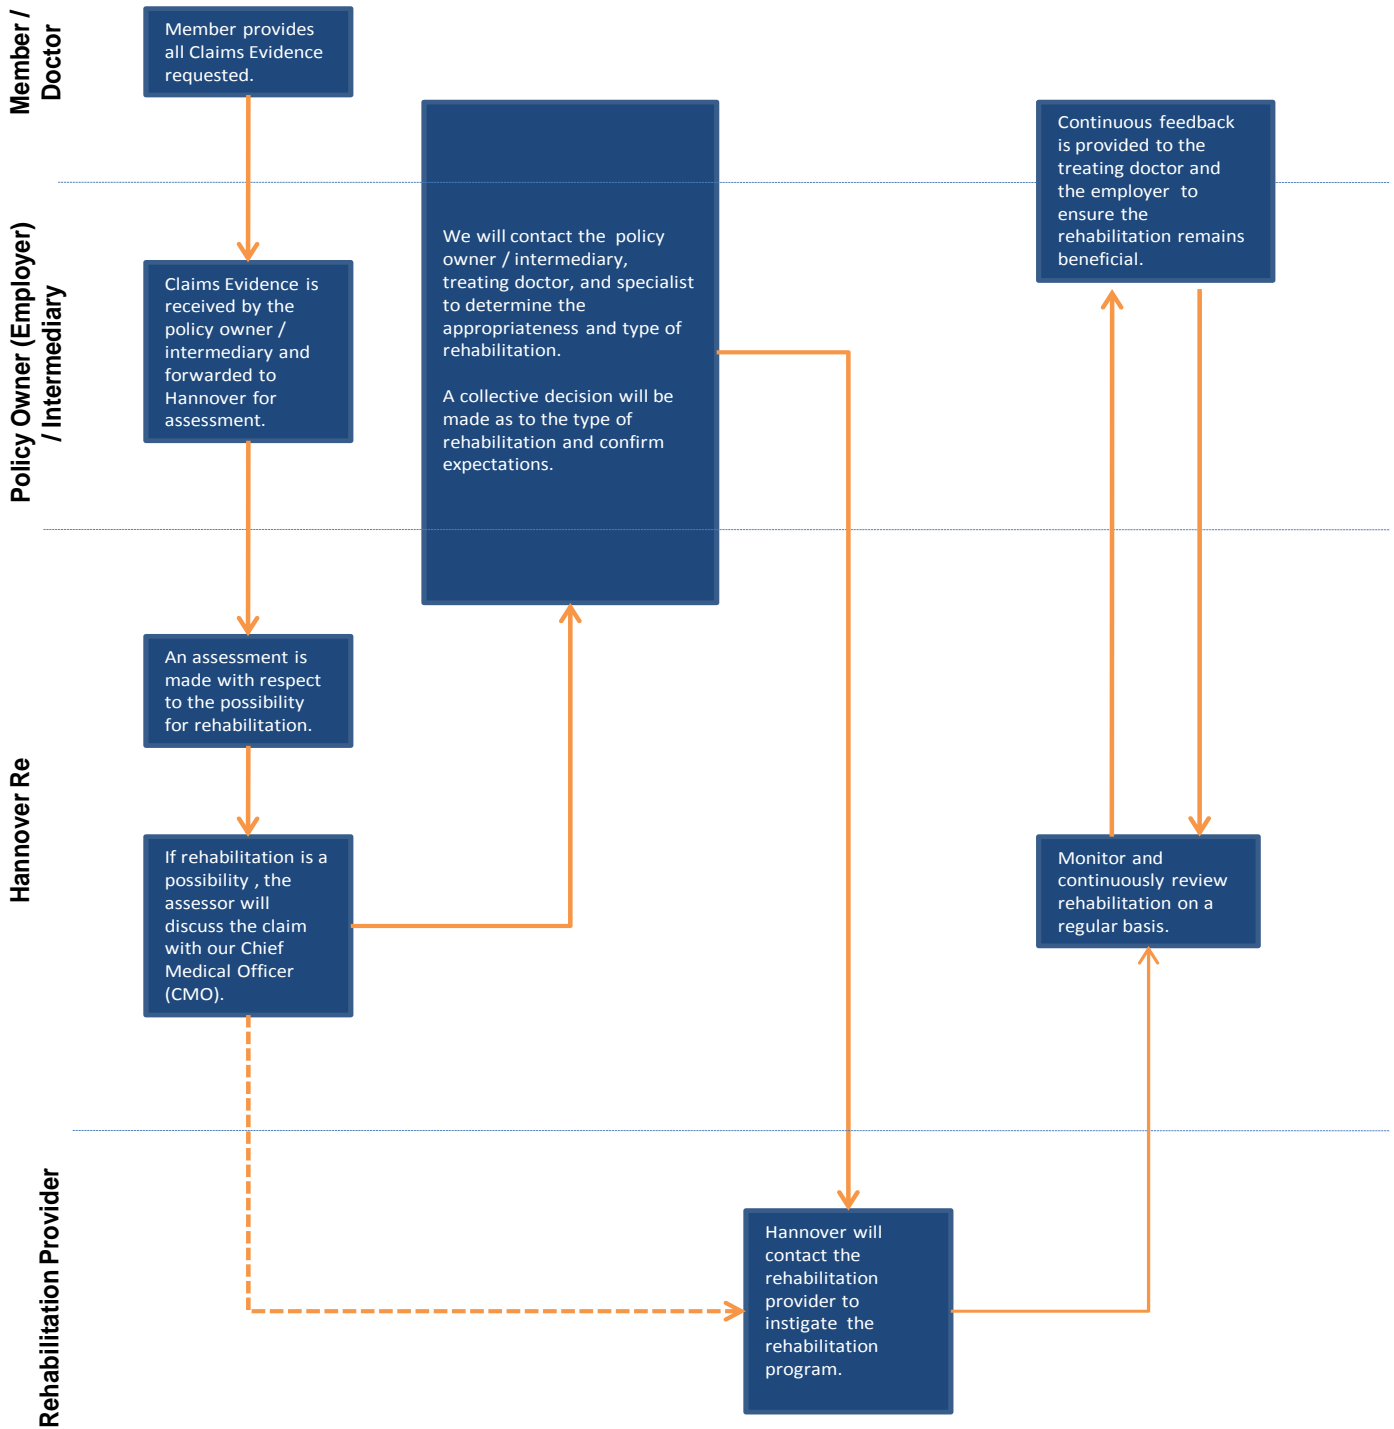 Member /
Doctor
Member provides
all Claims Evidence
requested.
Policy Owner (Employer)
/ Intermediary
Claims Evidence is
received by the
policy owner /
intermediary and
forwarded to
Hannover for
assessment.
We will contact the policy
owner / intermediary,
treating doctor, and specialist
to determine the
appropriateness and type of
rehabilitation.
A collective decision will be
made as to the type of
rehabilitation and confirm
expectations.
Continuous feedback
is provided to the
treating doctor and
the employer to
ensure the
rehabilitation remains
beneficial.
Hannover Re
An assessment is
made with respect
to the possibility
for rehabilitation.
If rehabilitation is a
possibility , the
assessor will
discuss the claim
with our Chief
Medical Officer
(CMO).
Monitor and
continuously review
rehabilitation on a
regular basis.
Rehabilitation Provider
Hannover will
contact the
rehabilitation
provider to
instigate the
rehabilitation
program.